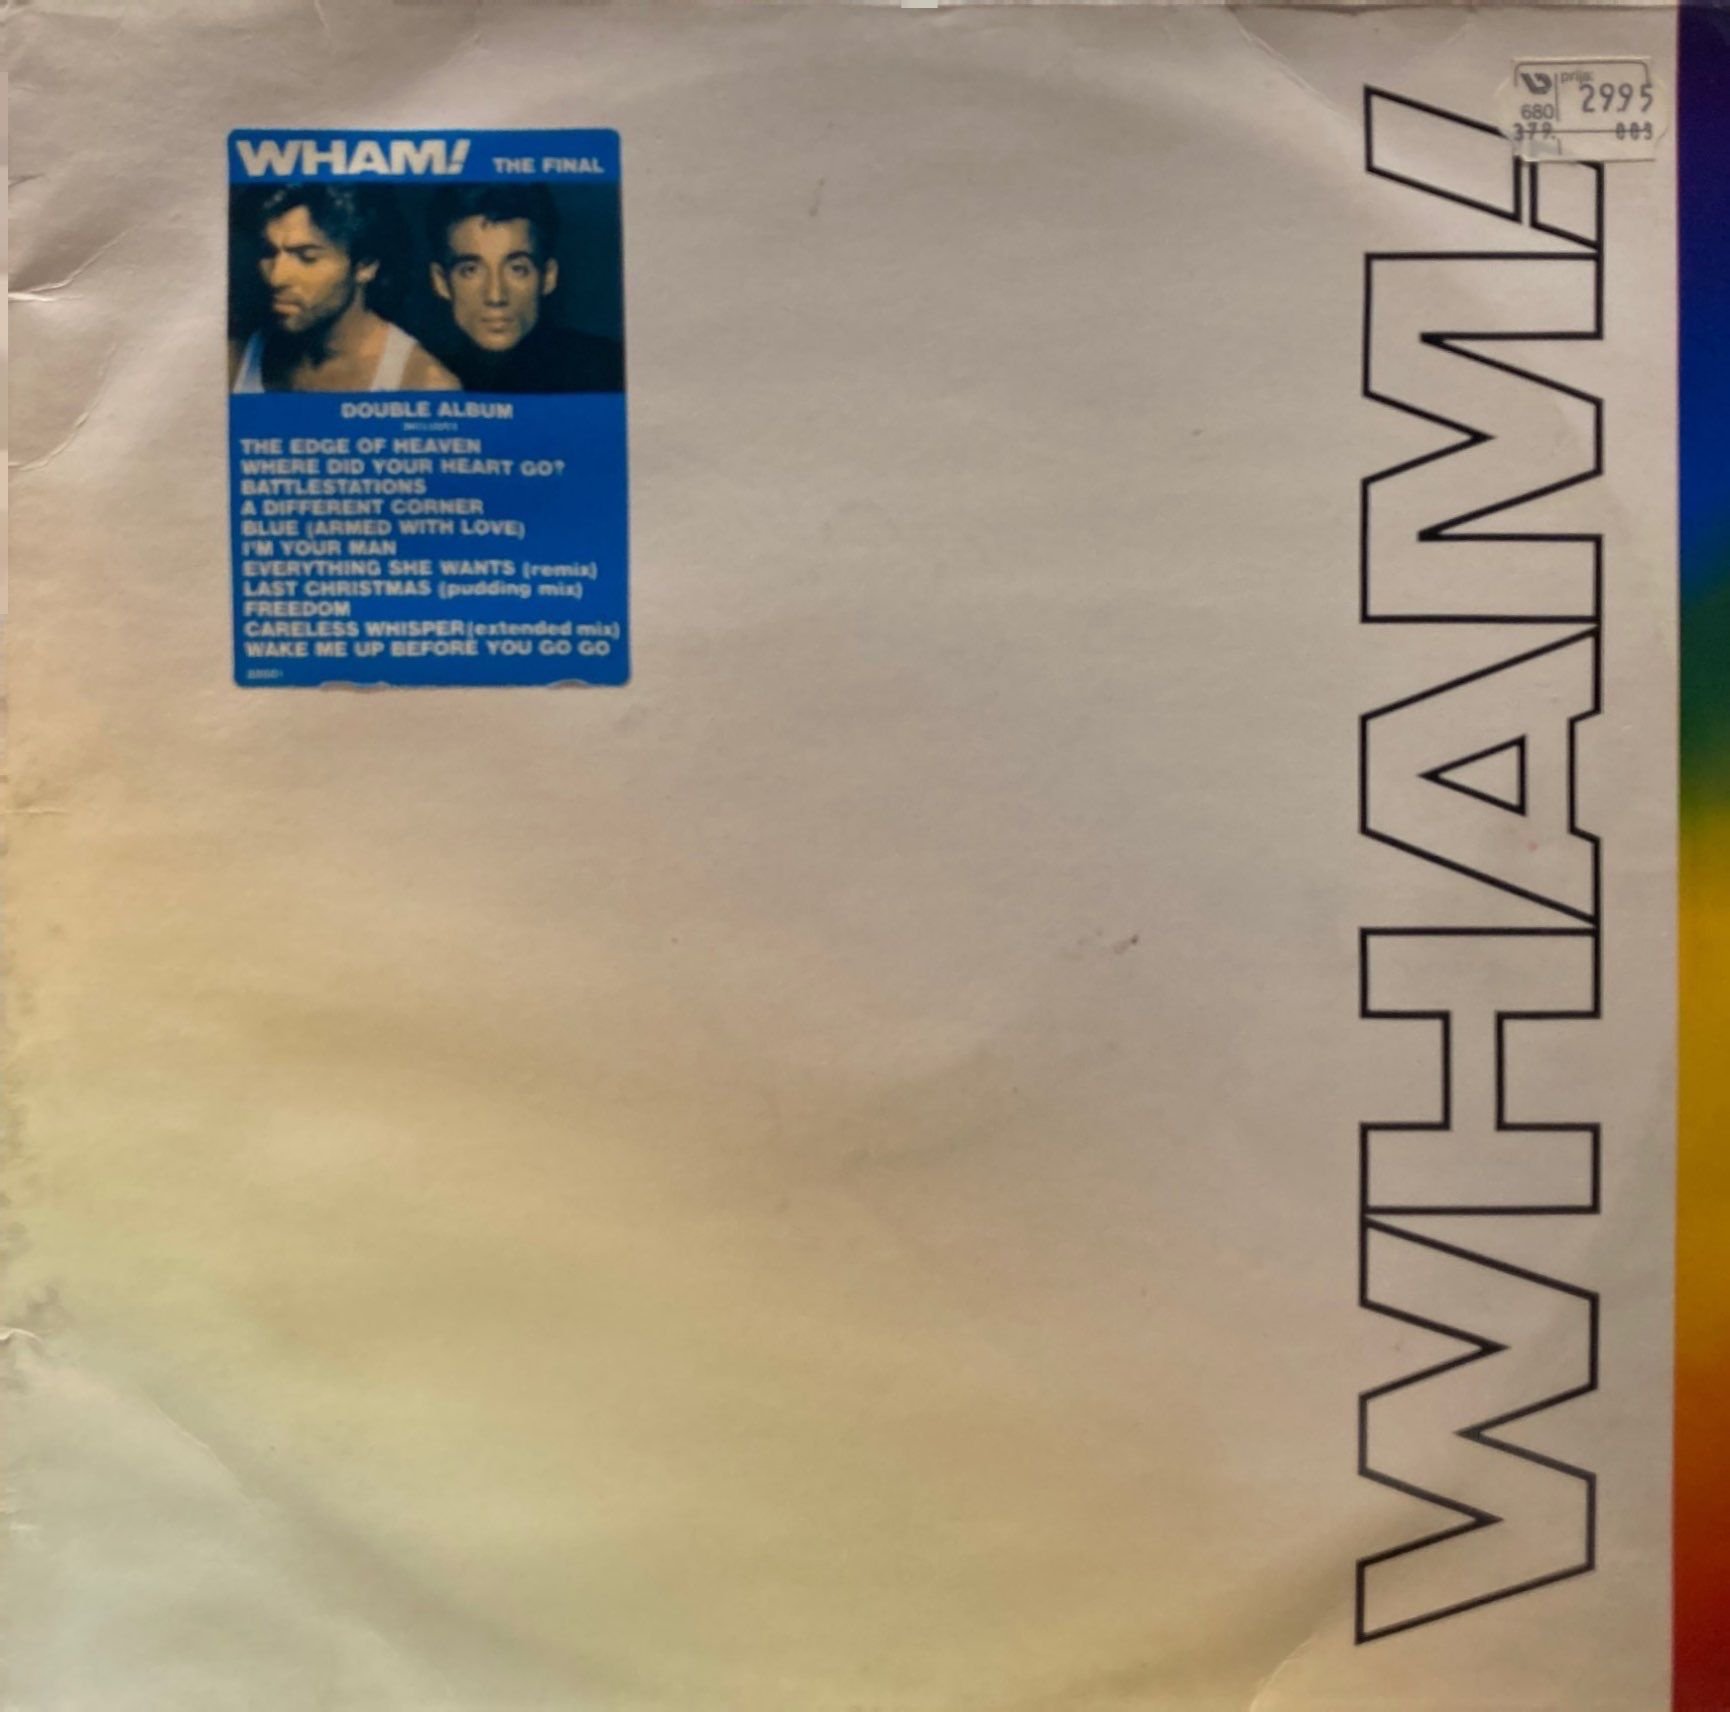 WHAM! THE FINAL
DOUBLE ALBUM
THE EDGE OF HEAVEN
WHERE DID YOUR HEART GO?
BATTLESTATIONS
A DIFFERENT CORNER
BLUE (ARMED WITH LOVE)
I'M YOUR MAN
EVERYTHING SHE WANTS (remix)
LAST CHRISTMAS (pudding mix)
FREEDOM
CARELESS WHISPER (extended mix)
WAKE ME UP BEFORE YOU GO GO
WHAM!
prijs:
680 2995
379. 003